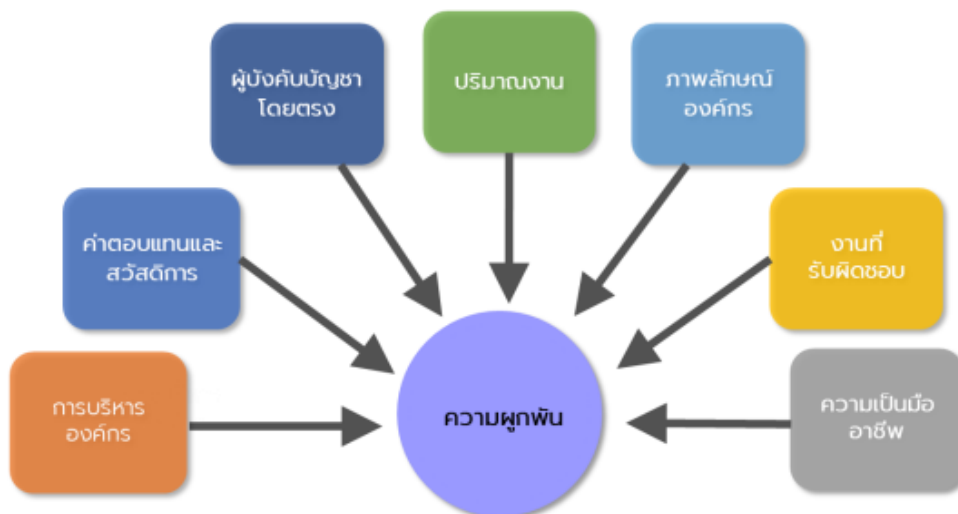 ผู้บังคับบัญชา
โดยตรง
ปริมาณงาน
ภาพลักษณ์
องค์กร
ค่าตอบแทนและ
สวัสดิการ
งานที่
รับผิดชอบ
การบริหาร
องค์กร
ความผูกพัน
ความเป็นมือ
อาชีพ